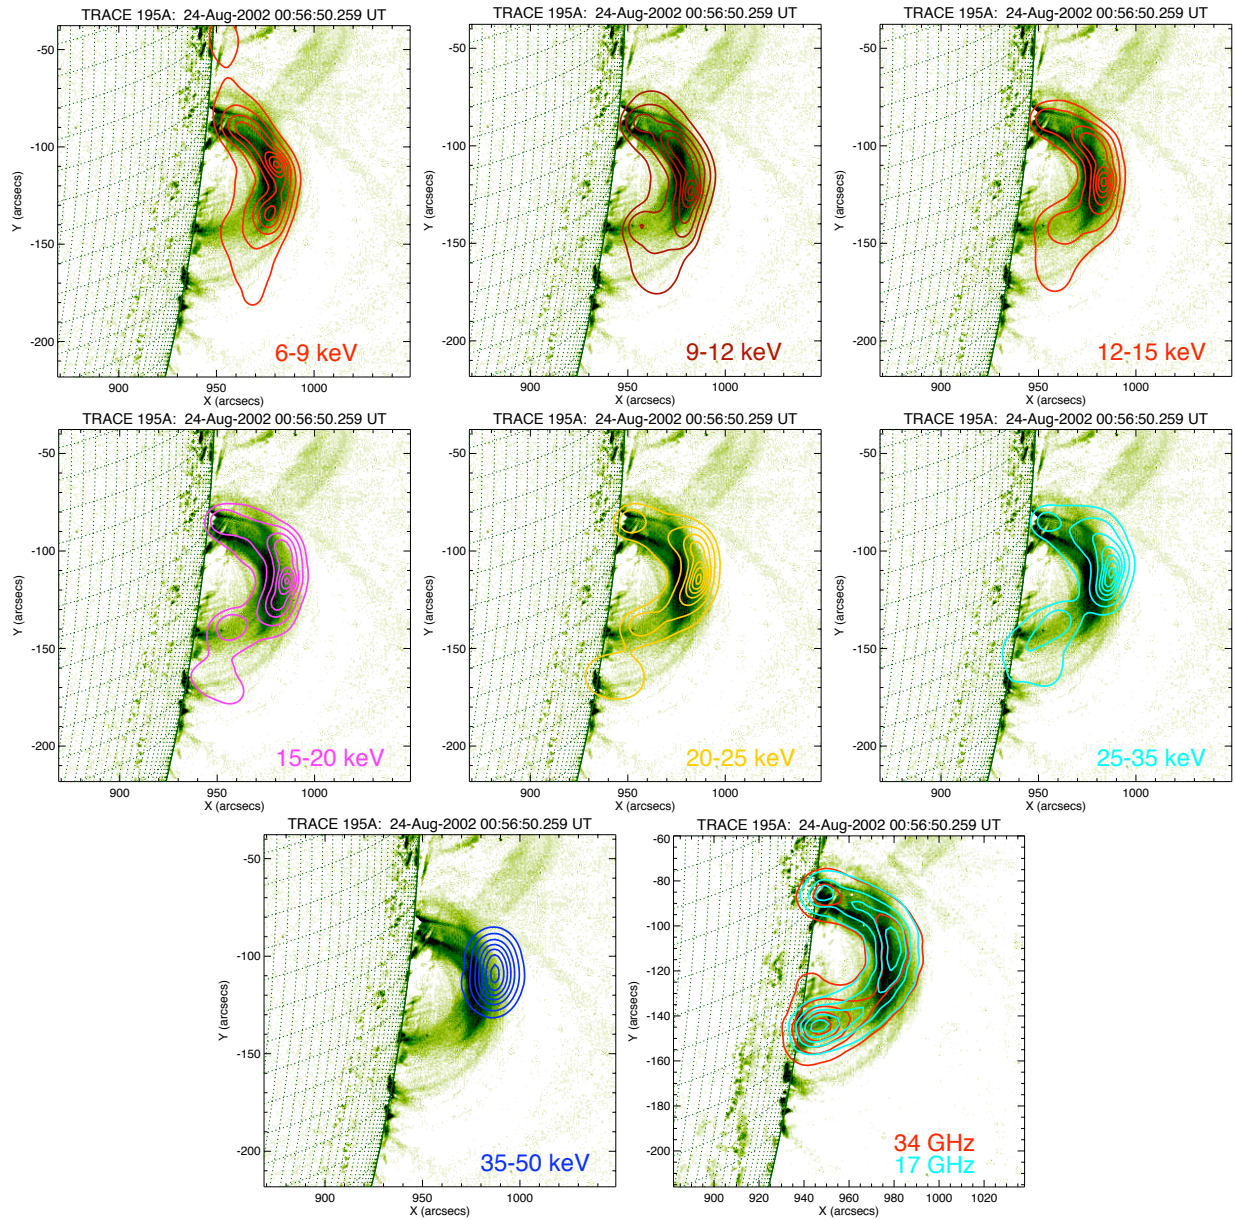 TRACE 195A:  24-Aug-2002 00:56:50.259 UT
-50
-100
-150
-200
Y (arcsecs)
900
950
1000
X (arcsecs)
6-9 keV
TRACE 195A:  24-Aug-2002 00:56:50.259 UT
-50
-100
-150
-200
Y (arcsecs)
900
950
1000
X (arcsecs)
9-12 keV
TRACE 195A:  24-Aug-2002 00:56:50.259 UT
-50
-100
-150
-200
Y (arcsecs)
900
950
1000
X (arcsecs)
12-15 keV
TRACE 195A:  24-Aug-2002 00:56:50.259 UT
-50
-100
-150
-200
Y (arcsecs)
900
950
1000
X (arcsecs)
15-20 keV
TRACE 195A:  24-Aug-2002 00:56:50.259 UT
-50
-100
-150
-200
Y (arcsecs)
900
950
1000
X (arcsecs)
20-25 keV
TRACE 195A:  24-Aug-2002 00:56:50.259 UT
-50
-100
-150
-200
Y (arcsecs)
900
950
1000
X (arcsecs)
25-35 keV
TRACE 195A:  24-Aug-2002 00:56:50.259 UT
-50
-100
-150
-200
Y (arcsecs)
900
950
1000
X (arcsecs)
35-50 keV
TRACE 195A:  24-Aug-2002 00:56:50.259 UT
-60
-80
-100
-120
-140
-160
-180
-200
Y (arcsecs)
900
920
940
960
980
1000
1020
X (arcsecs)
34 GHz
17 GHz